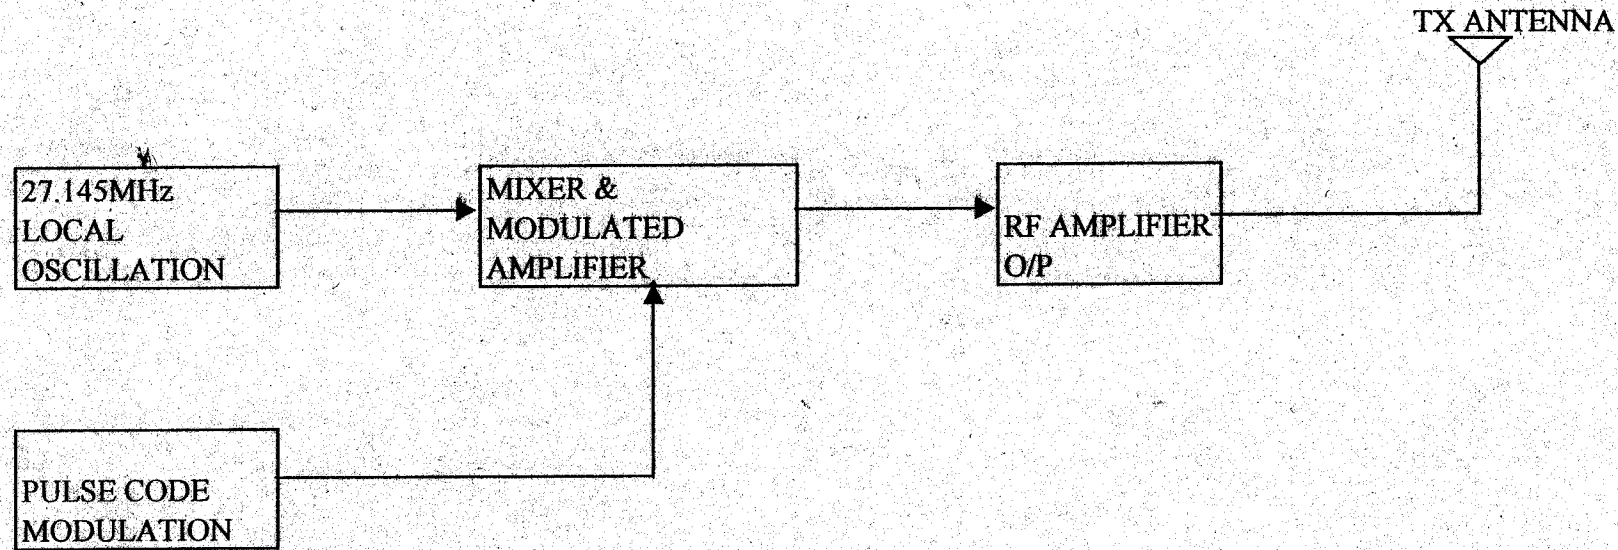 TX ANTENNA
27.145MHz
LOCAL
OSCILLATION
MIXER &
MODULATED
AMPLIFIER
RF AMPLIFIER
O/P
PULSE CODE
MODULATION